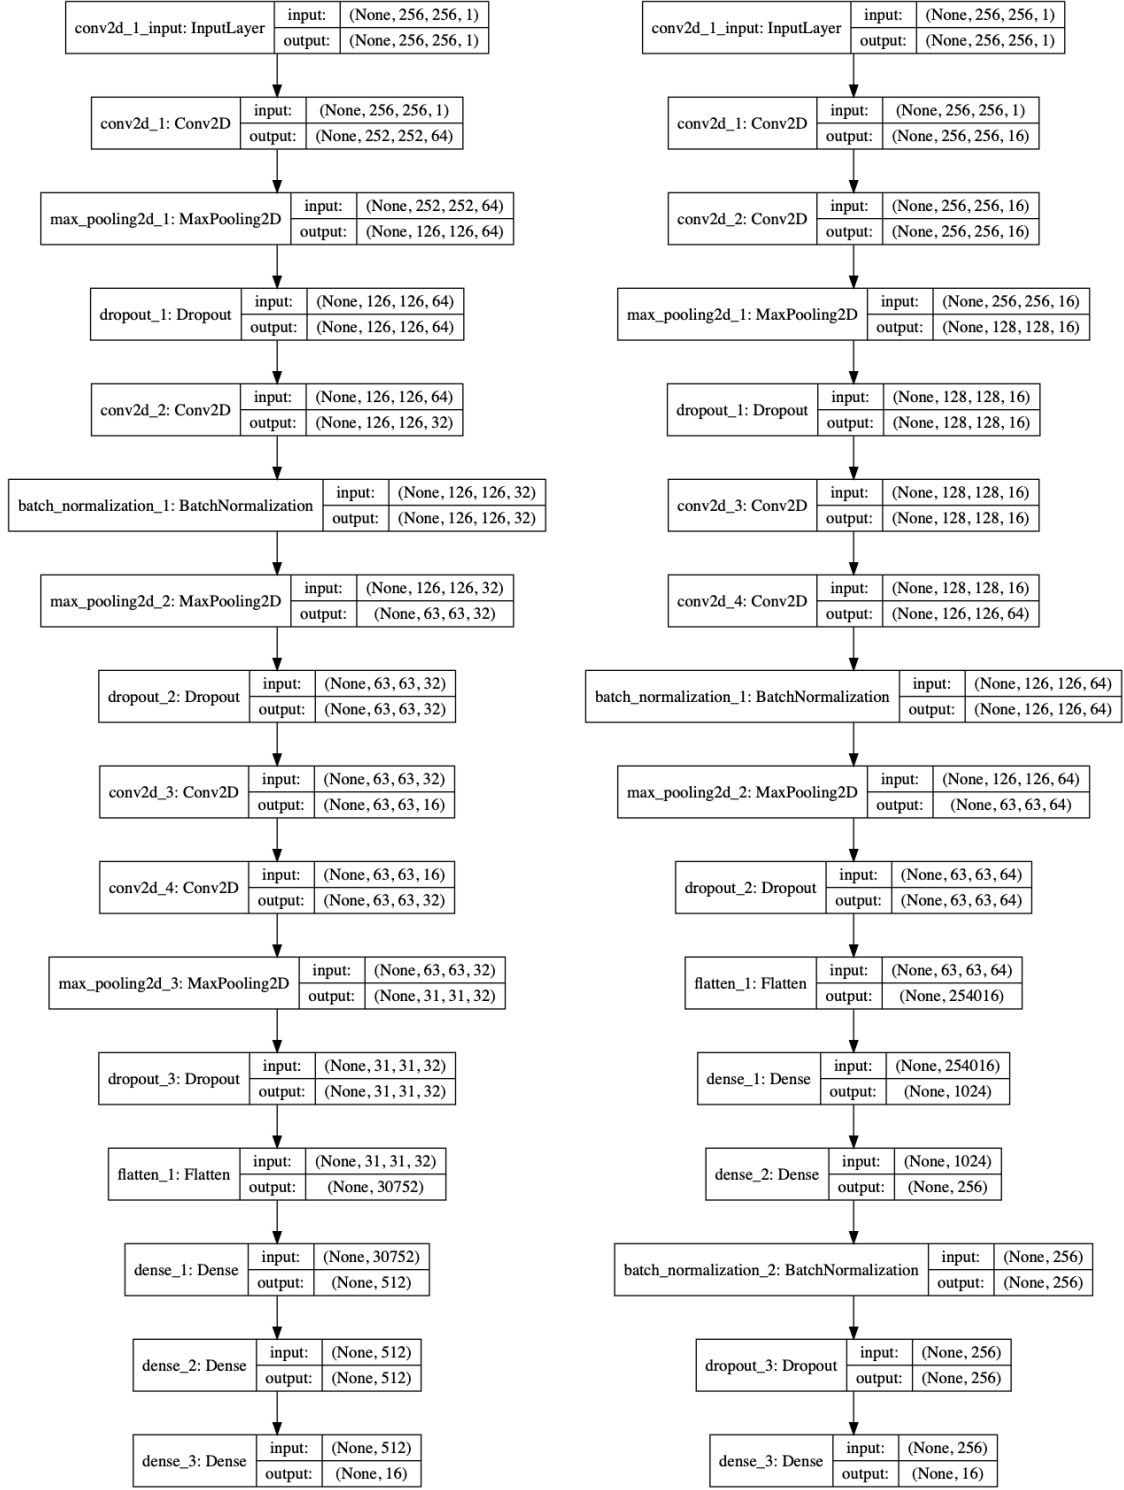 conv2d_1_input: InputLayer
input: (None, 256, 256, 1)
output: (None, 256, 256, 1)
conv2d_1: Conv2D
input: (None, 256, 256, 1)
output: (None, 252, 252, 64)
max_pooling2d_1: MaxPooling2D
input: (None, 252, 252, 64)
output: (None, 126, 126, 64)
dropout_1: Dropout
input: (None, 126, 126, 64)
output: (None, 126, 126, 64)
conv2d_2: Conv2D
input: (None, 126, 126, 64)
output: (None, 126, 126, 32)
batch_normalization_1: BatchNormalization
input: (None, 126, 126, 32)
output: (None, 126, 126, 32)
max_pooling2d_2: MaxPooling2D
input: (None, 126, 126, 32)
output: (None, 63, 63, 32)
dropout_2: Dropout
input: (None, 63, 63, 32)
output: (None, 63, 63, 32)
conv2d_3: Conv2D
input: (None, 63, 63, 32)
output: (None, 63, 63, 16)
conv2d_4: Conv2D
input: (None, 63, 63, 16)
output: (None, 63, 63, 32)
max_pooling2d_3: MaxPooling2D
input: (None, 63, 63, 32)
output: (None, 31, 31, 32)
dropout_3: Dropout
input: (None, 31, 31, 32)
output: (None, 31, 31, 32)
flatten_1: Flatten
input: (None, 31, 31, 32)
output: (None, 30752)
dense_1: Dense
input: (None, 30752)
output: (None, 512)
dense_2: Dense
input: (None, 512)
output: (None, 512)
dense_3: Dense
input: (None, 512)
output: (None, 16)
conv2d_1_input: InputLayer
input: (None, 256, 256, 1)
output: (None, 256, 256, 1)
conv2d_1: Conv2D
input: (None, 256, 256, 1)
output: (None, 256, 256, 16)
conv2d_2: Conv2D
input: (None, 256, 256, 16)
output: (None, 256, 256, 16)
max_pooling2d_1: MaxPooling2D
input: (None, 256, 256, 16)
output: (None, 128, 128, 16)
dropout_1: Dropout
input: (None, 128, 128, 16)
output: (None, 128, 128, 16)
conv2d_3: Conv2D
input: (None, 128, 128, 16)
output: (None, 128, 128, 16)
conv2d_4: Conv2D
input: (None, 128, 128, 16)
output: (None, 126, 126, 64)
batch_normalization_1: BatchNormalization
input: (None, 126, 126, 64)
output: (None, 126, 126, 64)
max_pooling2d_2: MaxPooling2D
input: (None, 126, 126, 64)
output: (None, 63, 63, 64)
dropout_2: Dropout
input: (None, 63, 63, 64)
output: (None, 63, 63, 64)
flatten_1: Flatten
input: (None, 63, 63, 64)
output: (None, 254016)
dense_1: Dense
input: (None, 254016)
output: (None, 1024)
dense_2: Dense
input: (None, 1024)
output: (None, 256)
batch_normalization_2: BatchNormalization
input: (None, 256)
output: (None, 256)
dropout_3: Dropout
input: (None, 256)
output: (None, 256)
dense_3: Dense
input: (None, 256)
output: (None, 16)